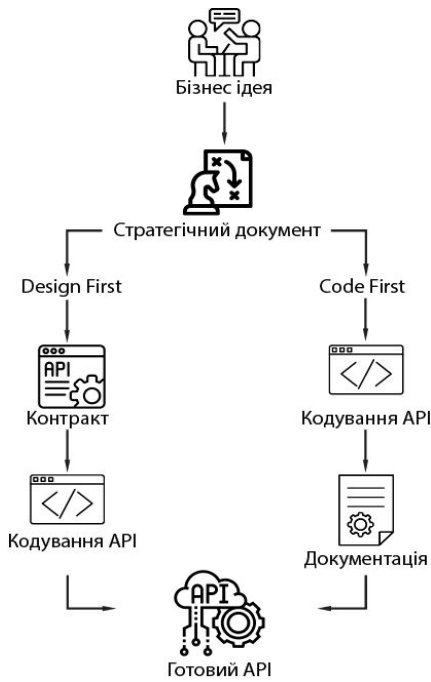 Бізнес ідея
Стратегічний документ
Design First
Code First
API
Контракт
Кодування API
Кодування API
Документація
API
Готовий API